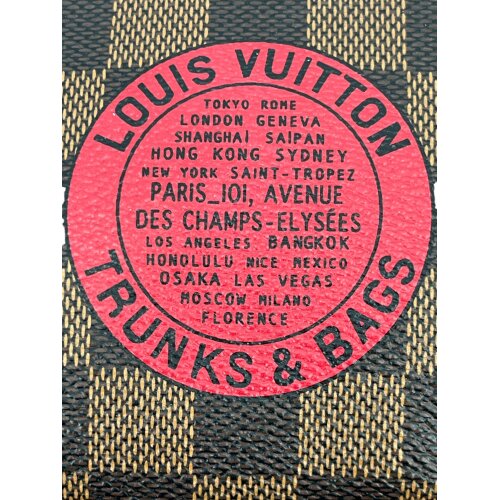 LOUIS VUITTON
TOKYO ROME
LONDON GENEVA
SHANGHAI SAIPAN
HONG KONG SYDNEY
NEW YORK SAINT-TROPEZ
PARIS_101, AVENUE
DES CHAMPS-ELYSÉES
LOS ANGELES BANGKOK
HONOLULU NICE MEXICO
OSAKA LAS VEGAS
MOSCOW MILANO
FLORENCE
TRUNKS & BAGS